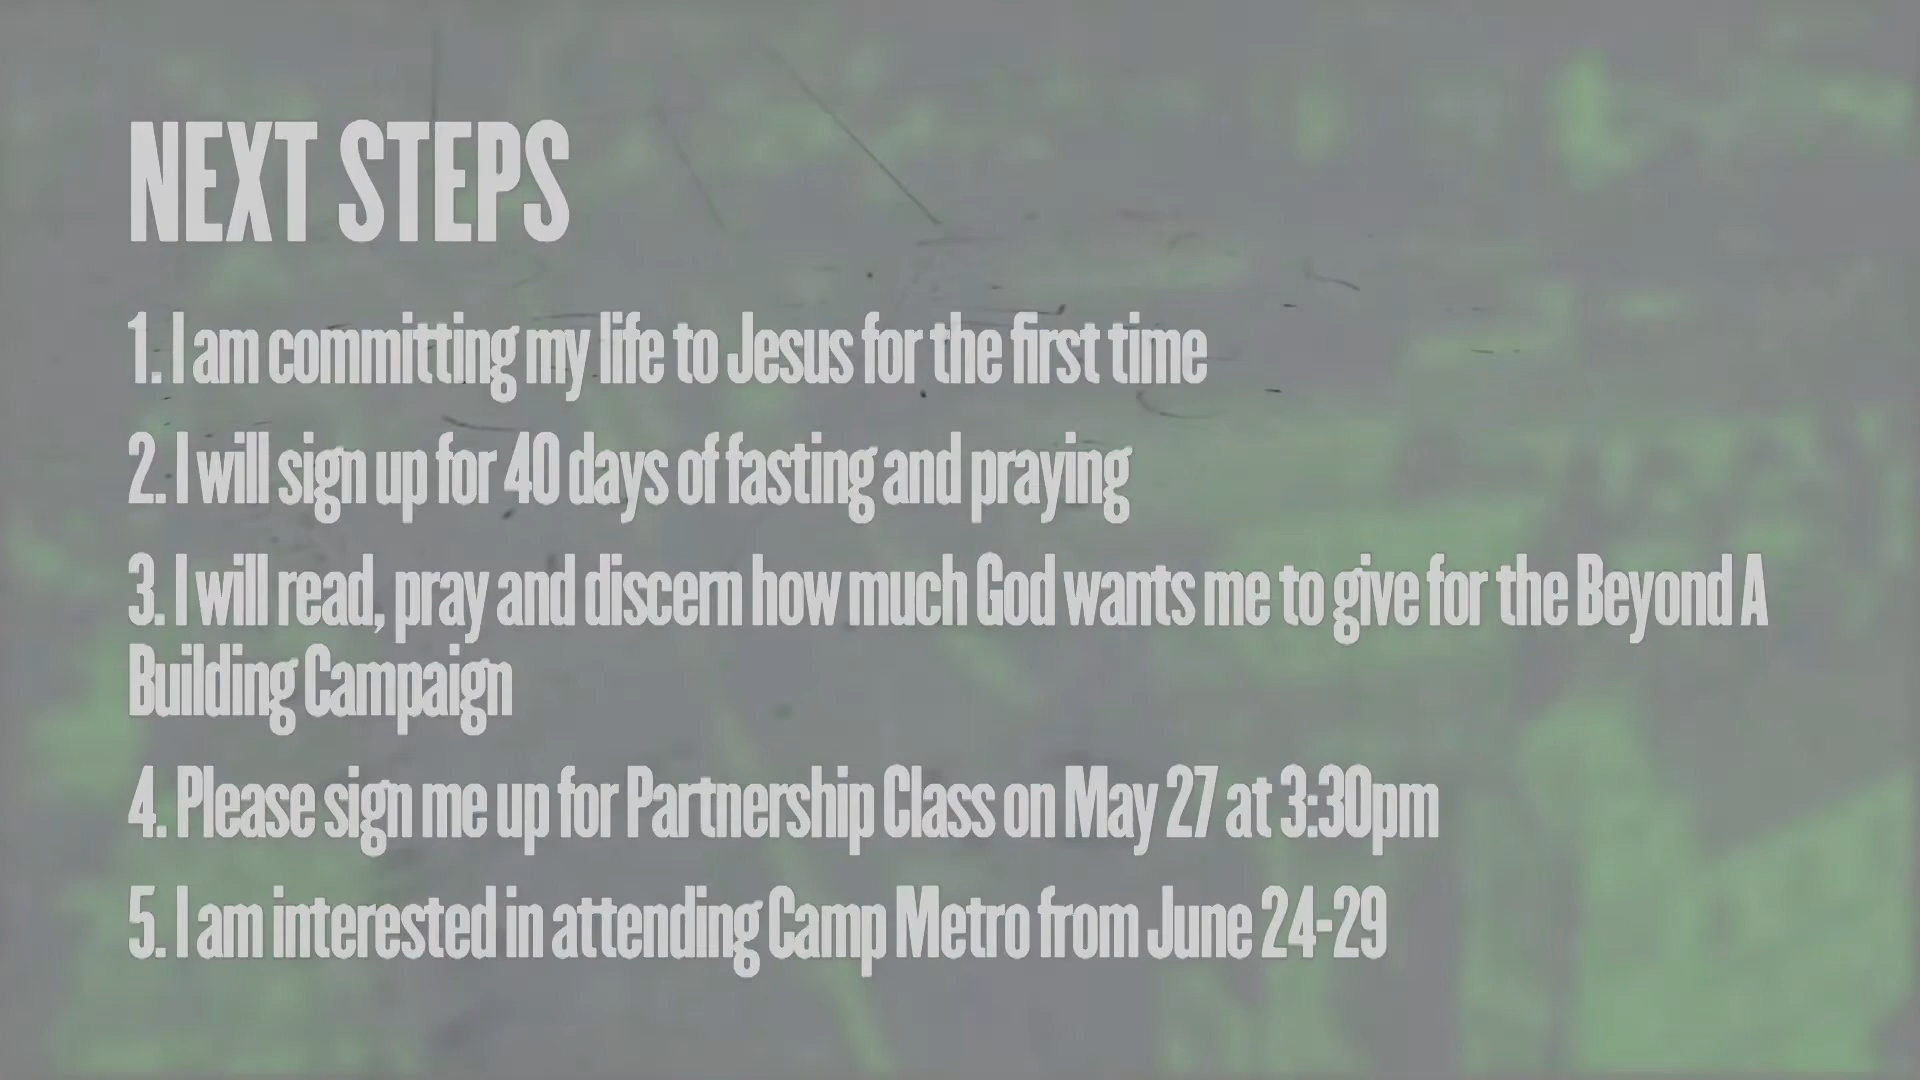 NEXT STEPS
1. I am committing my life to Jesus for the first time
2. I will sign up for 40 days of fasting and praying
3. I will read, pray and discern how much God wants me to give for the Beyond A
Building Campaign
4. Please sign me up for Partnership Class on May 27 at 3:30pm
5. I am interested in attending Camp Metro from June 24-29